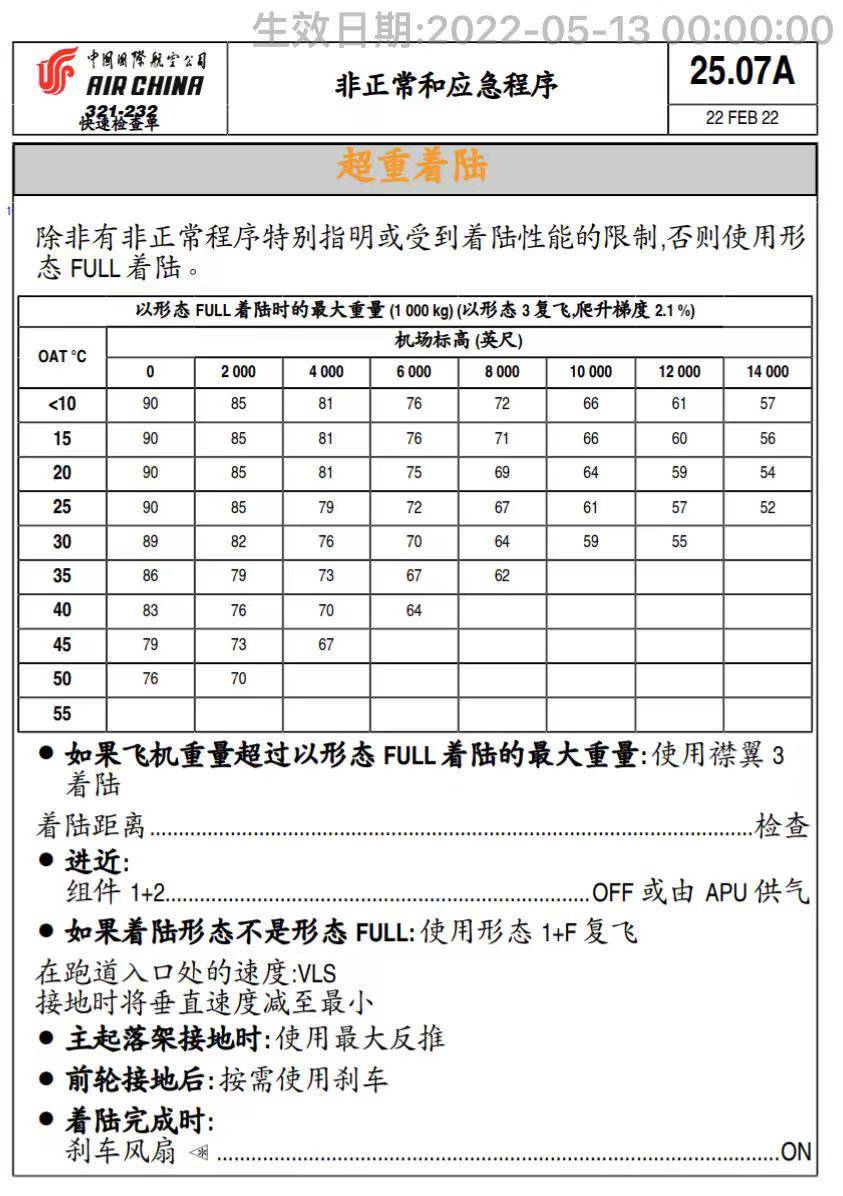 生效日期:2022-05-13 00:00:00
中国国際航空公司
AIR CHINA
321-232
快速检查单
非正常和应急程序
25.07A
22 FEB 22
超重着陆
1
除非有非正常程序特别指明或受到着陆性能的限制,否则使用形
态 FULL 着陆。
以形态 FULL 着陆时的最大重量 (1 000 kg) (以形态 3 复飞,爬升梯度 2.1 %)
OAT °C
机场标高 (英尺)
0 2 000 4 000 6 000 8 000 10 000 12 000 14 000
<10 90 85 81 76 72 66 61 57
15 90 85 81 76 71 66 60 56
20 90 85 81 75 69 64 59 54
25 90 85 79 72 67 61 57 52
30 89 82 76 70 64 59 55
35 86 79 73 67 62
40 83 76 70 64
45 79 73 67
50 76 70
55
● 如果飞机重量超过以形态 FULL 着陆的最大重量:使用襟翼 3
着陆
着陆距离..........检查
● 进近:
组件 1+2..........OFF 或由 APU 供气
● 如果着陆形态不是形态 FULL:使用形态 1+F 复飞
在跑道入口处的速度:VLS
接地时将垂直速度减至最小
● 主起落架接地时:使用最大反推
● 前轮接地后:按需使用刹车
● 着陆完成时:
刹车风扇 ..........ON